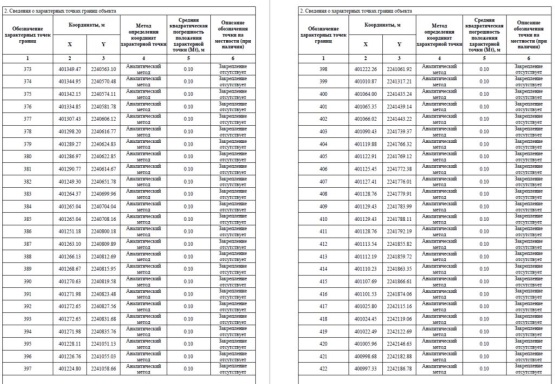 2. Сведения о характерных точках границ объекта
Обозначение характерных точек границ
Координаты, м
X
Y
Метод определения координат характерной точки
Средняя квадратическая погрешность положения характерной точки (Mt), м
Описание обозначения точки на местности (при наличии)
1 2 3 4 5 6
373 401349.47 2240563.10 Аналитический метод 0.10 Закрепление отсутствует
374 401344.95 2240570.48 Аналитический метод 0.10 Закрепление отсутствует
375 401342.15 2240574.11 Аналитический метод 0.10 Закрепление отсутствует
376 401334.85 2240581.78 Аналитический метод 0.10 Закрепление отсутствует
377 401307.43 2240606.12 Аналитический метод 0.10 Закрепление отсутствует
378 401298.20 2240616.77 Аналитический метод 0.10 Закрепление отсутствует
379 401289.27 2240624.83 Аналитический метод 0.10 Закрепление отсутствует
380 401288.97 2240622.85 Аналитический метод 0.10 Закрепление отсутствует
381 401290.77 2240614.67 Аналитический метод 0.10 Закрепление отсутствует
382 401249.30 2240651.78 Аналитический метод 0.10 Закрепление отсутствует
383 401264.37 2240699.96 Аналитический метод 0.10 Закрепление отсутствует
384 401265.04 2240704.04 Аналитический метод 0.10 Закрепление отсутствует
385 401265.04 2240708.16 Аналитический метод 0.10 Закрепление отсутствует
386 401251.18 2240800.18 Аналитический метод 0.10 Закрепление отсутствует
387 401263.10 2240809.89 Аналитический метод 0.10 Закрепление отсутствует
388 401266.15 2240812.69 Аналитический метод 0.10 Закрепление отсутствует
389 401268.67 2240815.95 Аналитический метод 0.10 Закрепление отсутствует
390 401270.63 2240819.58 Аналитический метод 0.10 Закрепление отсутствует
391 401271.98 2240823.48 Аналитический метод 0.10 Закрепление отсутствует
392 401272.65 2240827.56 Аналитический метод 0.10 Закрепление отсутствует
393 401272.65 2240831.68 Аналитический метод 0.10 Закрепление отсутствует
394 401271.98 2240835.76 Аналитический метод 0.10 Закрепление отсутствует
395 401228.11 2241051.13 Аналитический метод 0.10 Закрепление отсутствует
396 401226.76 2241055.03 Аналитический метод 0.10 Закрепление отсутствует
397 401224.80 2241058.66 Аналитический метод 0.10 Закрепление отсутствует
2. Сведения о характерных точках границ объекта
Обозначение характерных точек границ
Координаты, м
X
Y
Метод определения координат характерной точки
Средняя квадратическая погрешность положения характерной точки (Mt), м
Описание обозначения точки на местности (при наличии)
1 2 3 4 5 6
398 401222.28 2241061.92 Аналитический метод 0.10 Закрепление отсутствует
399 401010.87 2241317.21 Аналитический метод 0.10 Закрепление отсутствует
400 401064.00 2241435.24 Аналитический метод 0.10 Закрепление отсутствует
401 401065.35 2241439.14 Аналитический метод 0.10 Закрепление отсутствует
402 401066.02 2241443.22 Аналитический метод 0.10 Закрепление отсутствует
403 401090.43 2241739.37 Аналитический метод 0.10 Закрепление отсутствует
404 401119.88 2241766.32 Аналитический метод 0.10 Закрепление отсутствует
405 401122.91 2241769.12 Аналитический метод 0.10 Закрепление отсутствует
406 401125.45 2241772.38 Аналитический метод 0.10 Закрепление отсутствует
407 401127.41 2241776.01 Аналитический метод 0.10 Закрепление отсутствует
408 401128.76 2241779.91 Аналитический метод 0.10 Закрепление отсутствует
409 401129.43 2241783.99 Аналитический метод 0.10 Закрепление отсутствует
410 401129.43 2241788.11 Аналитический метод 0.10 Закрепление отсутствует
411 401128.76 2241792.19 Аналитический метод 0.10 Закрепление отсутствует
412 401113.54 2241855.82 Аналитический метод 0.10 Закрепление отсутствует
413 401112.19 2241859.72 Аналитический метод 0.10 Закрепление отсутствует
414 401110.23 2241863.35 Аналитический метод 0.10 Закрепление отсутствует
415 401107.69 2241866.61 Аналитический метод 0.10 Закрепление отсутствует
416 401101.33 2241874.06 Аналитический метод 0.10 Закрепление отсутствует
417 401025.80 2242115.16 Аналитический метод 0.10 Закрепление отсутствует
418 401024.45 2242119.06 Аналитический метод 0.10 Закрепление отсутствует
419 401022.49 2242122.69 Аналитический метод 0.10 Закрепление отсутствует
420 401005.96 2242146.63 Аналитический метод 0.10 Закрепление отсутствует
421 400998.68 2242182.88 Аналитический метод 0.10 Закрепление отсутствует
422 400997.33 2242186.78 Аналитический метод 0.10 Закрепление отсутствует